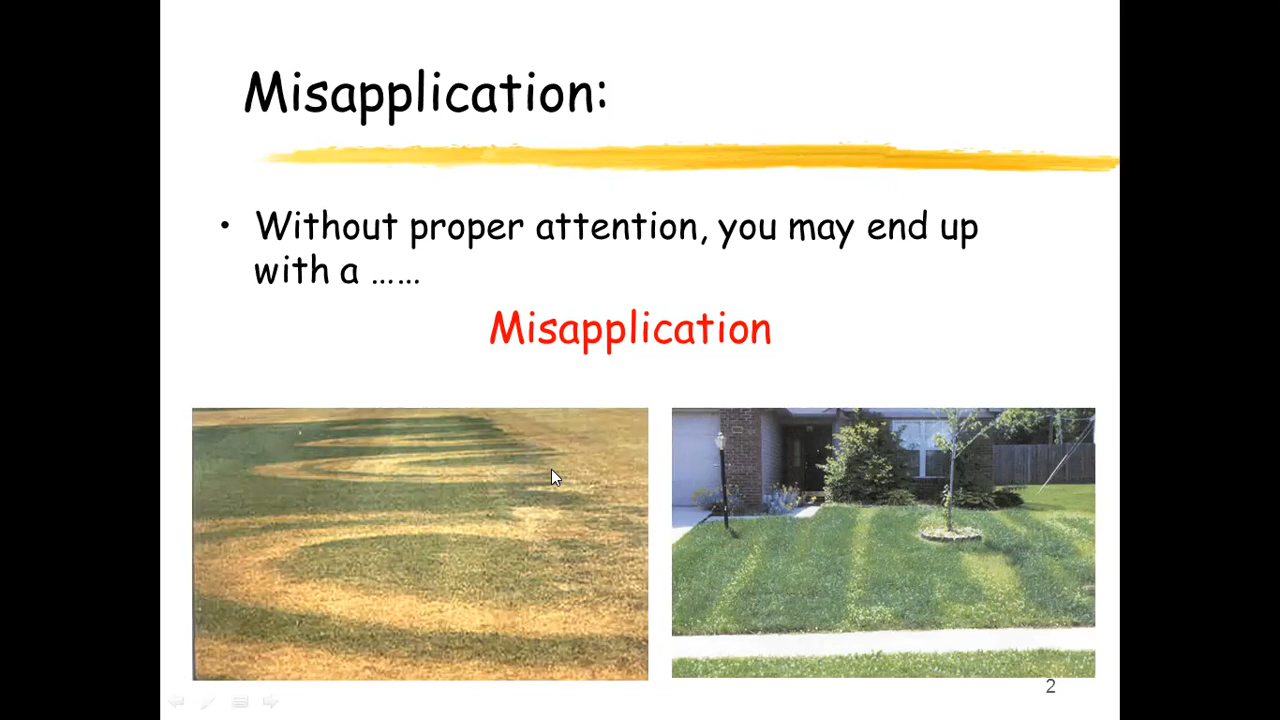 Misapplication:
• Without proper attention, you may end up
with a ......
Misapplication
2